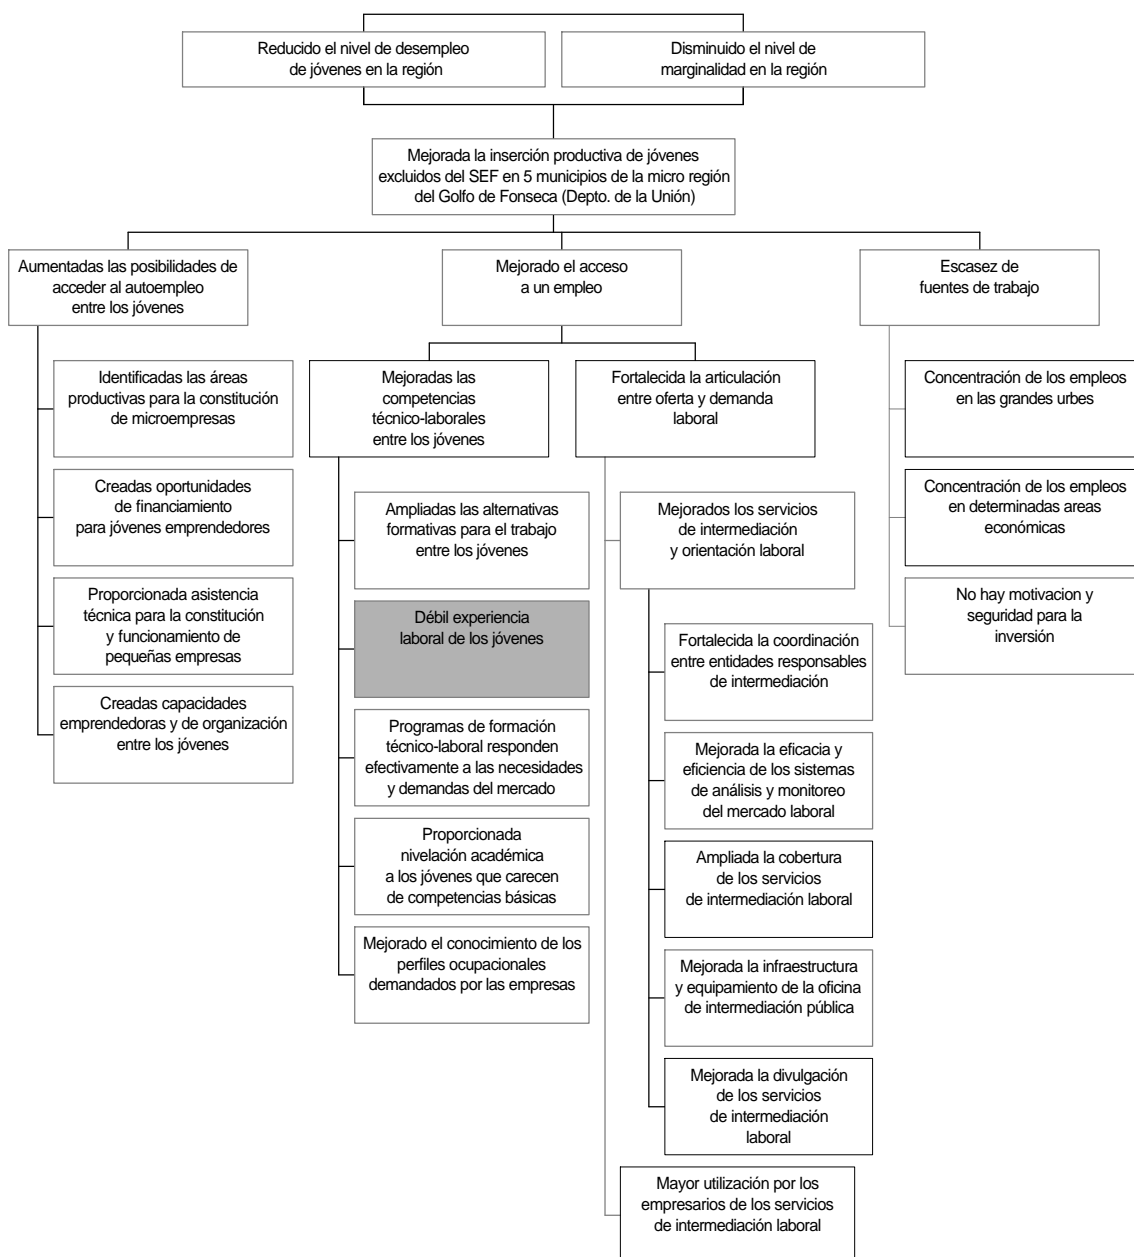 Reducido el nivel de desempleo
de jóvenes en la región
Disminuido el nivel de
marginalidad en la región
Mejorada la inserción productiva de jóvenes
excluidos del SEF en 5 municipios de la micro región
del Golfo de Fonseca (Depto. de la Unión)
Aumentadas las posibilidades de
acceder al autoempleo
entre los jóvenes
Mejorado el acceso
a un empleo
Escasez de
fuentes de trabajo
Identificadas las áreas
productivas para la constitución
de microempresas
Creadas oportunidades
de financiamiento
para jóvenes emprendedores
Proporcionada asistencia
técnica para la constitución
y funcionamiento de
pequeñas empresas
Creadas capacidades
emprendedoras y de organización
entre los jóvenes
Mejoradas las
competencias
técnico-laborales
entre los jóvenes
Ampliadas las alternativas
formativas para el trabajo
entre los jóvenes
Débil experiencia
laboral de los jóvenes
Programas de formación
técnico-laboral responden
efectivamente a las necesidades
y demandas del mercado
Proporcionada
nivelación académica
a los jóvenes que carecen
de competencias básicas
Mejorado el conocimiento de los
perfiles ocupacionales
demandados por las empresas
Fortalecida la articulación
entre oferta y demanda
laboral
Mejorados los servicios
de intermediación
y orientación laboral
Fortalecida la coordinación
entre entidades responsables
de intermediación
Mejorada la eficacia y
eficiencia de los sistemas
de análisis y monitoreo
del mercado laboral
Ampliada la cobertura
de los servicios
de intermediación laboral
Mejorada la infraestructura
y equipamiento de la oficina
de intermediación pública
Mejorada la divulgación
de los servicios
de intermediación
laboral
Mayor utilización por los
empresarios de los servicios
de intermediación laboral
Concentración de los empleos
en las grandes urbes
Concentración de los empleos
en determinadas areas
económicas
No hay motivacion y
seguridad para la
inversión